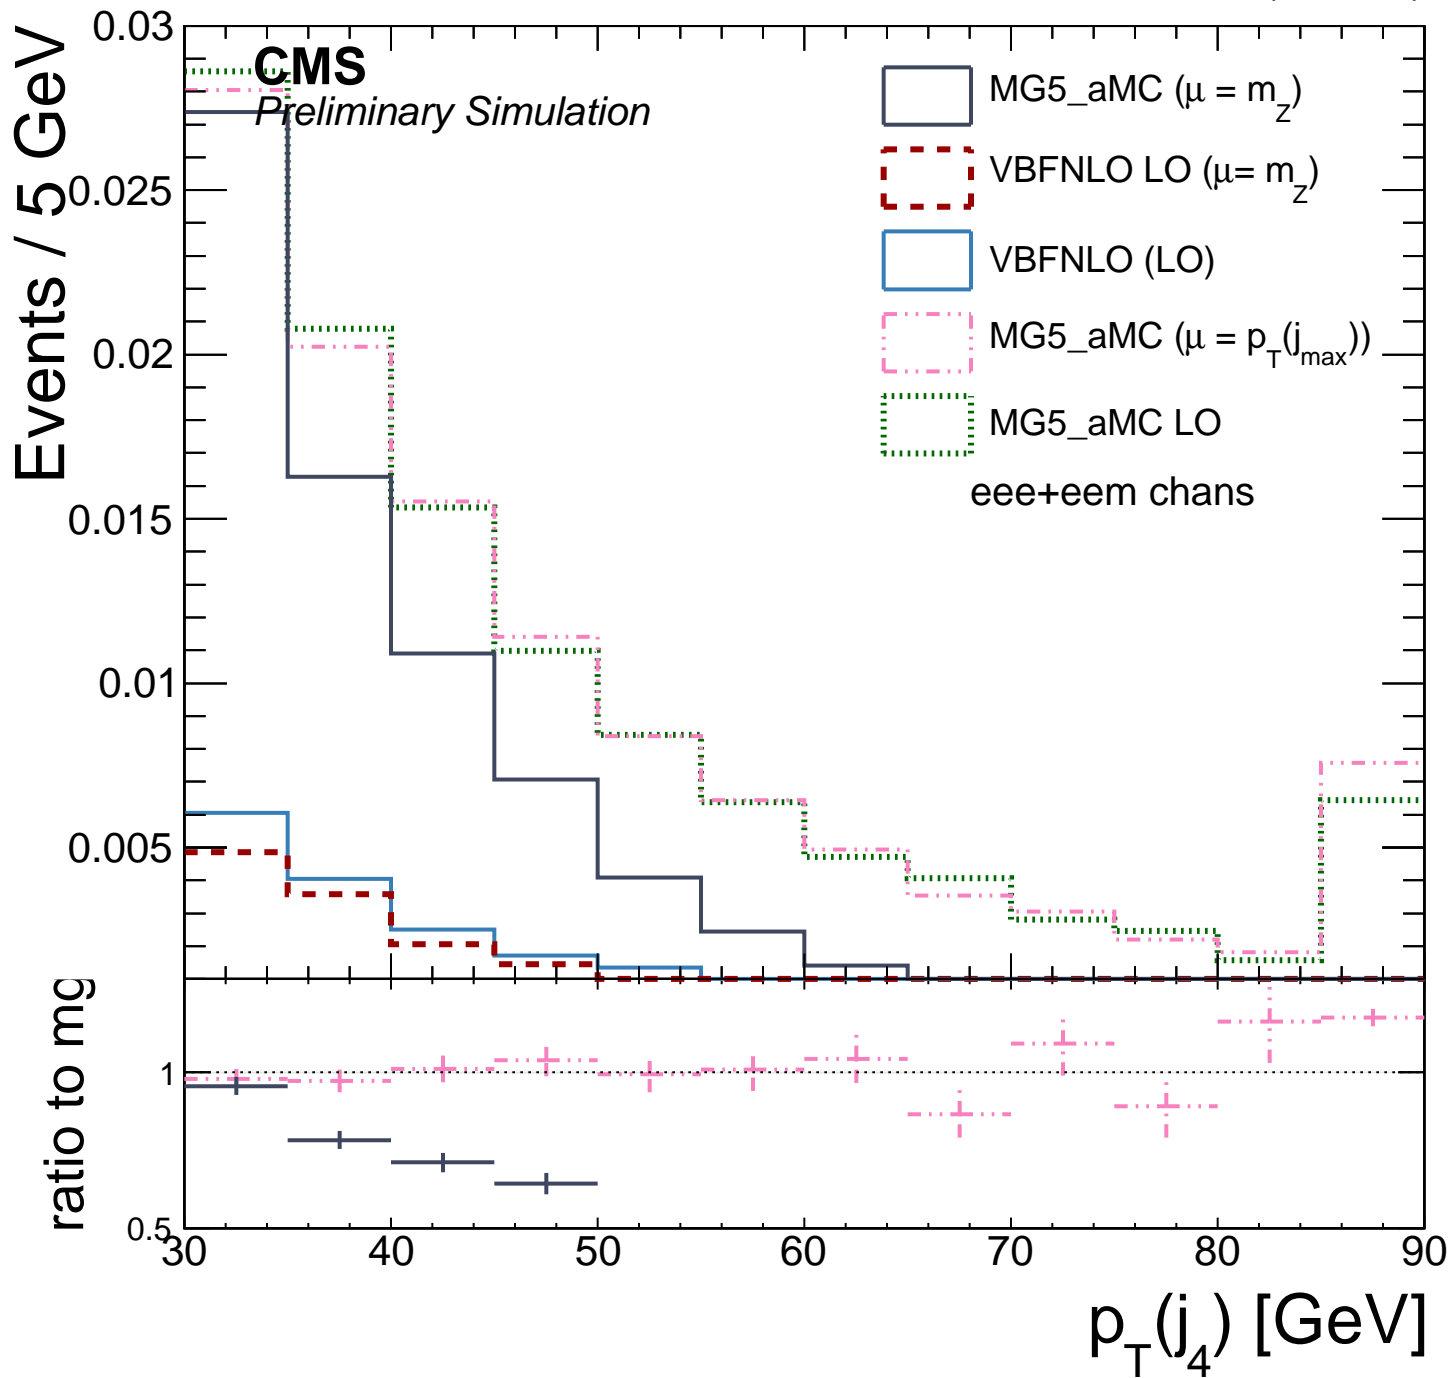 0.03
0.025
0.02
0.015
0.01
0.005
Events / 5 GeV
CMS
Preliminary Simulation
MG5_aMC (μ = m_Z)
VBFNLO LO (μ= m_Z)
VBFNLO (LO)
MG5_aMC (μ = p_T(j_max))
MG5_aMC LO
eee+eem chans
ratio to mg
1
0.5
30 40 50 60 70 80 90
p_T(j_4) [GeV]